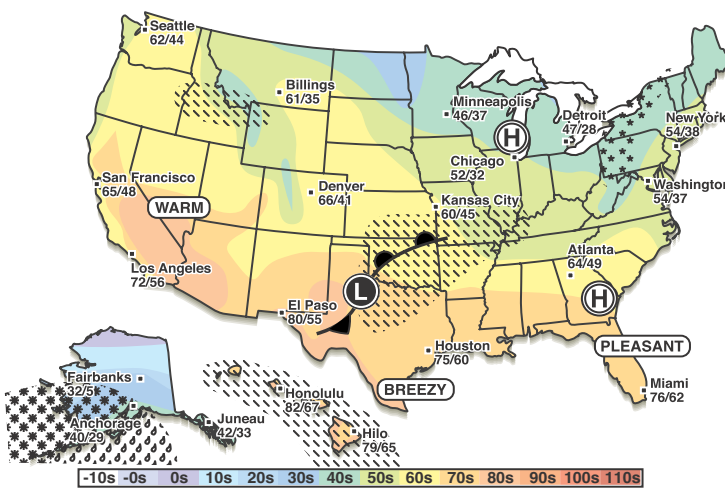 Seattle
62/44
Billings
61/35
Minneapolis
46/37
Detroit
47/28
New York
54/38
H
Chicago
52/32
San Francisco
65/48
Denver
66/41
Kansas City
60/45
Washington
54/37
WARM
Los Angeles
72/56
Atlanta
64/49
L
H
El Paso
80/55
Houston
75/60
PLEASANT
BREEZY
Miami
76/62
Fairbanks
32/5
Honolulu
82/67
Anchorage
40/29
Juneau
42/33
Hilo
79/65
-10s -0s 0s 10s 20s 30s 40s 50s 60s 70s 80s 90s 100s 110s